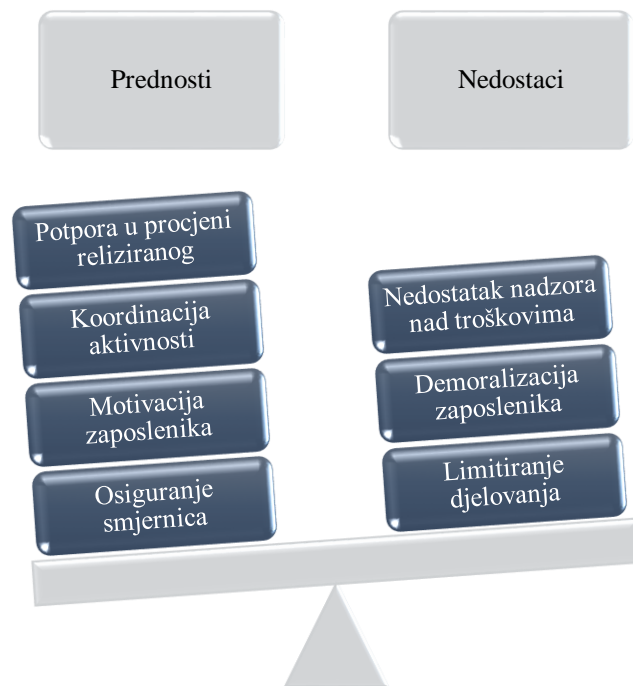 Prednosti
Nedostaci
Potpora u procjeni
reliziranog
Koordinacija
aktivnosti
Motivacija
zaposlenika
Osiguranje
smjernica
Nedostatak nadzora
nad troškovima
Demoralizacija
zaposlenika
Limitiranje
djelovanja